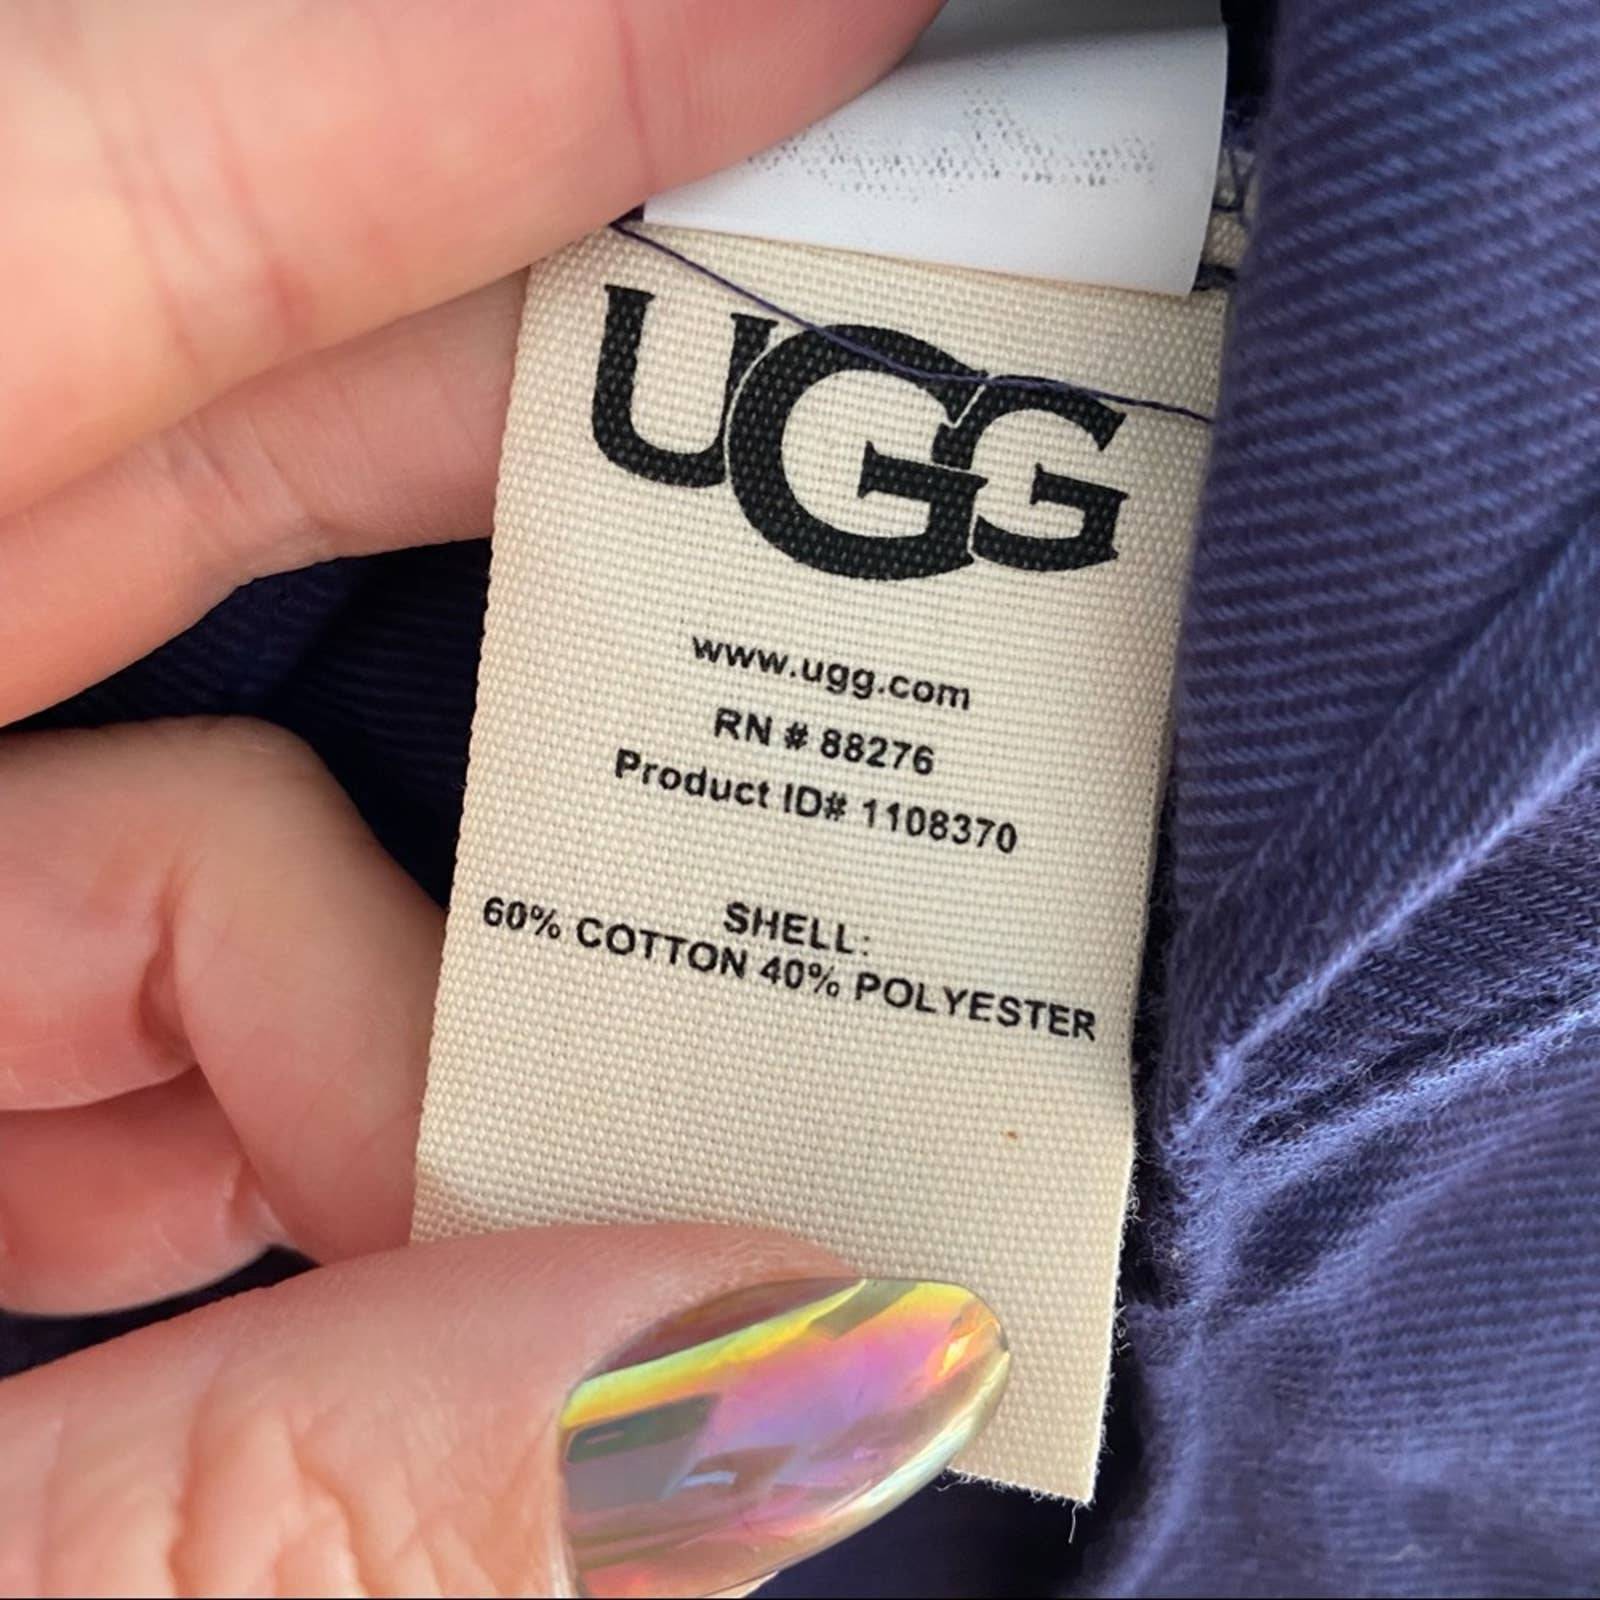 UGG
www.ugg.com
RN # 88276
Product ID# 1108370
SHELL:
60% COTTON 40% POLYESTER